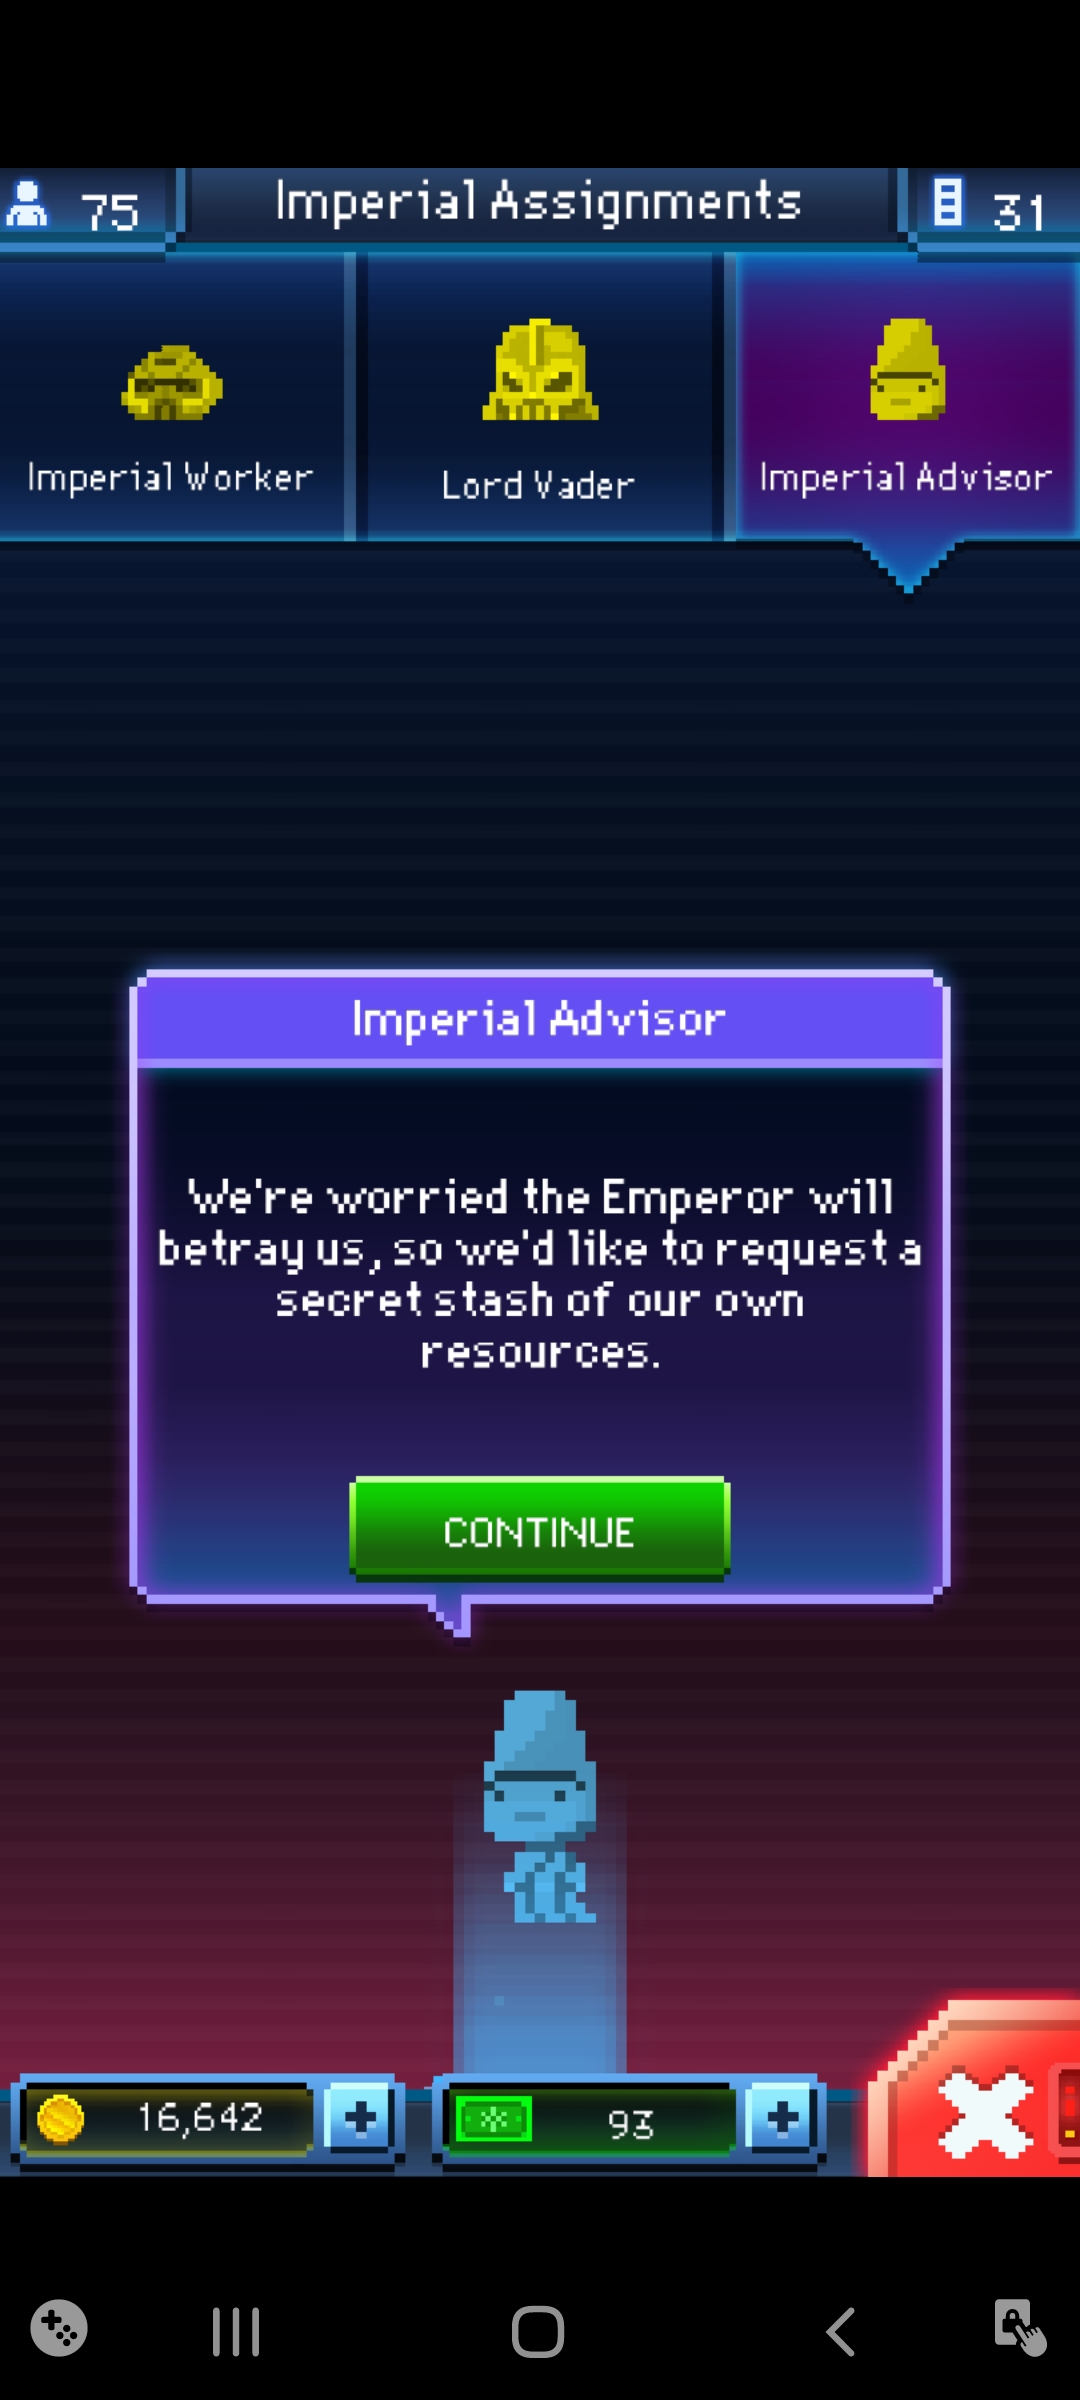 75
Imperial Assignments
31
Imperial Worker
Lord Vader
Imperial Advisor
Imperial Advisor
We're worried the Emperor will
betray us, so we'd like to request a
secret stash of our own
resources.
CONTINUE
16,642
93